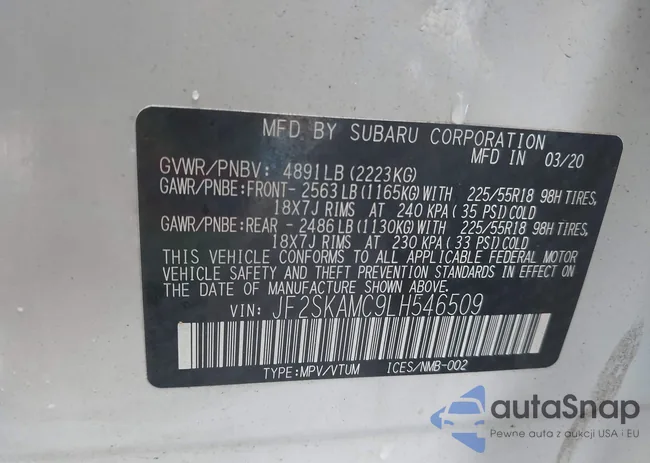 MFD BY SUBARU CORPORATION
MFD IN 03/20
GVWR/PNBV: 4891LB(2223KG)
GAWR/PNBE:FRONT-2563LB(1165KG)WITH 225/55R18 98H TIRES,
18X7J RIMS AT 240 KPA(35 PSI)COLD
GAWR/PNBE:REAR -2486LB(1130KG)WITH 225/55R18 98H TIRES,
18X7J RIMS AT 230 KPA(33 PSI)COLD
THIS VEHICLE CONFORMS TO ALL APPLICABLE FEDERAL MOTOR
VEHICLE SAFETY AND THEFT PREVENTION STANDARDS IN EFFECT ON
THE DATE OF MANUFACTURE SHOWN ABOVE.
VIN: JF2SKAMC9LH546509
TYPE:MPV/VTUM ICES/NMB-002
autaSnap
Pewne auta z aukcji USA i EU